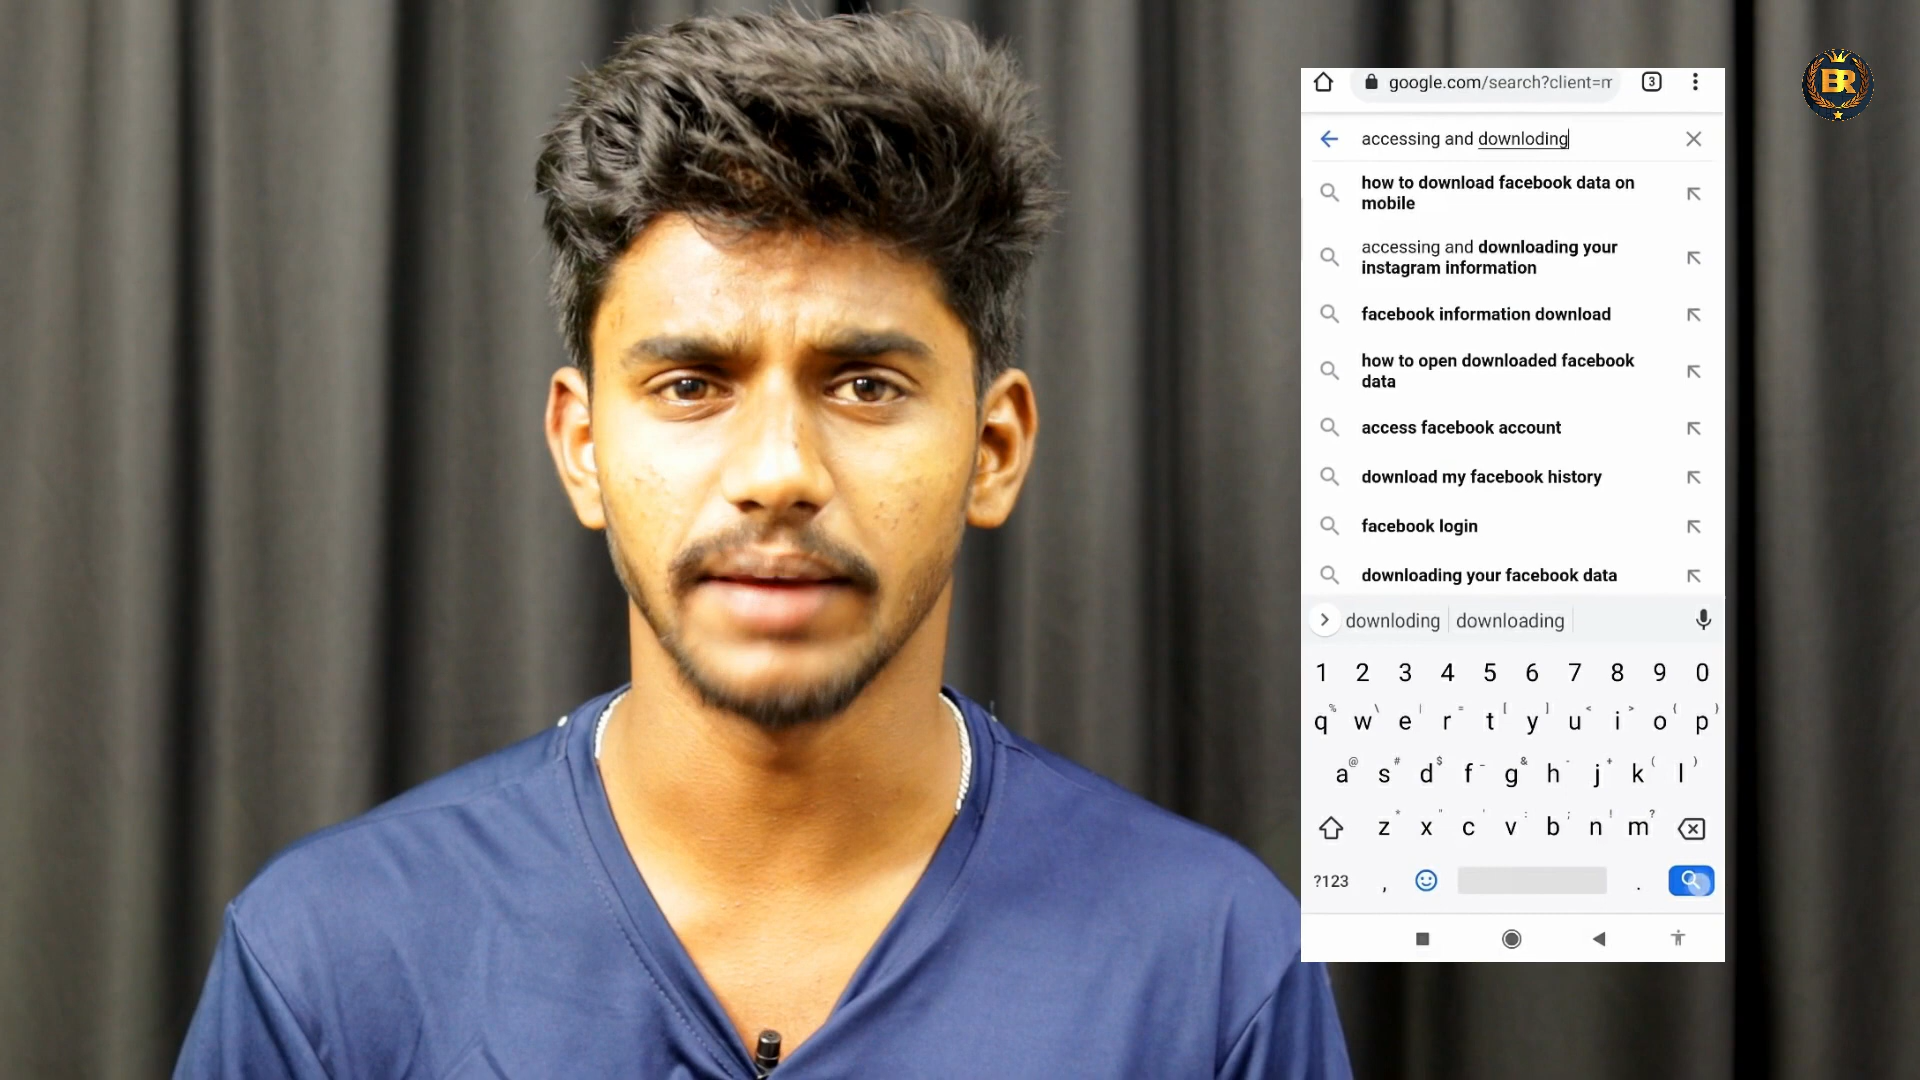 BR
google.com/search?client=m
3
accessing and downloding
how to download facebook data on
mobile
accessing and downloading your
instagram information
facebook information download
how to open downloaded facebook
data
access facebook account
download my facebook history
facebook login
downloading your facebook data
downloding downloading
1 2 3 4 5 6 7 8 9 0
q w e r t y u i o p
a s d f g h j k l
z x c v b n m
?123 , .